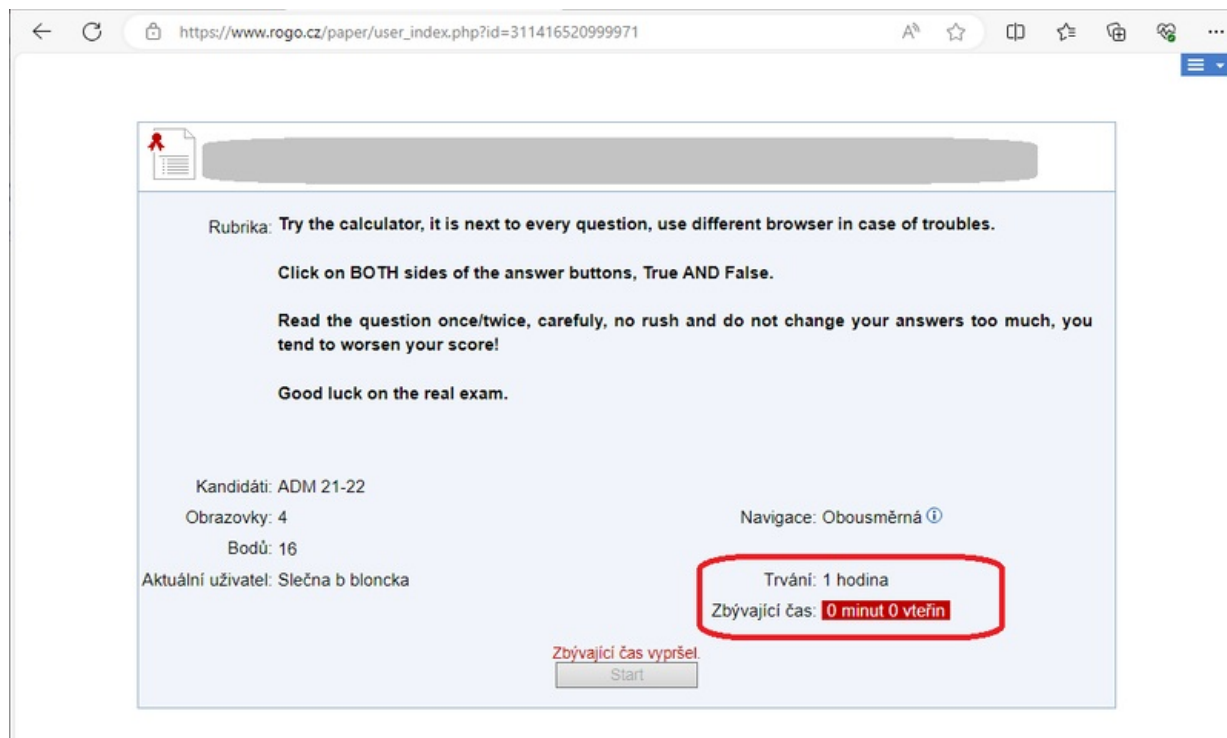 https://www.rogo.cz/paper/user_index.php?id=311416520999971
Rubrika: Try the calculator, it is next to every question, use different browser in case of troubles.
Click on BOTH sides of the answer buttons, True AND False.
Read the question once/twice, carefuly, no rush and do not change your answers too much, you
tend to worsen your score!
Good luck on the real exam.
Kandidáti: ADM 21-22
Obrazovky: 4
Navigace: Obousměrná
Bodů: 16
Aktuální uživatel: Slečna b bloncka
Trvání: 1 hodina
Zbývající čas: 0 minut 0 vteřin
Zbývající čas vypršel.
Start